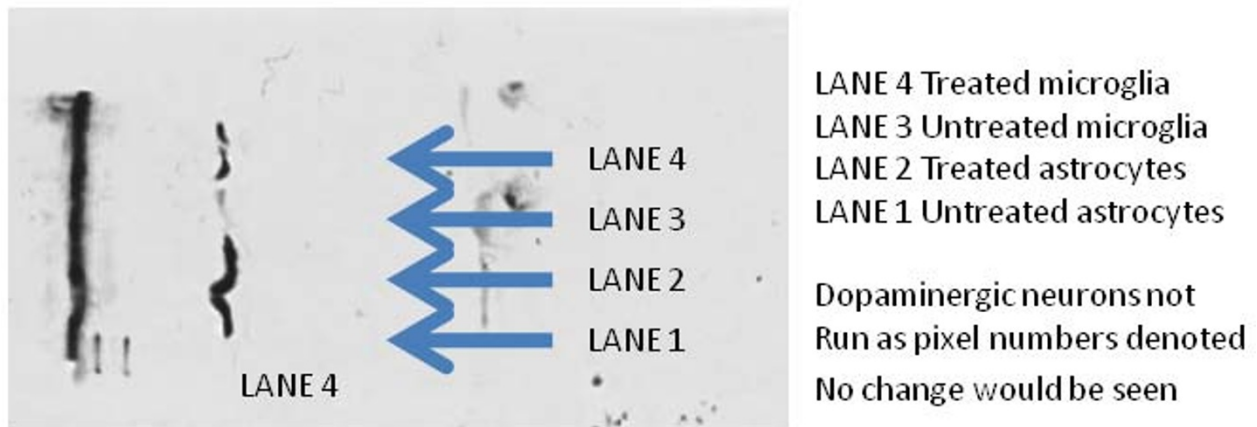 LANE 4
LANE 3
LANE 2
LANE 1
LANE 4
LANE 4 Treated microglia
LANE 3 Untreated microglia
LANE 2 Treated astrocytes
LANE 1 Untreated astrocytes
Dopaminergic neurons not
Run as pixel numbers denoted
No change would be seen